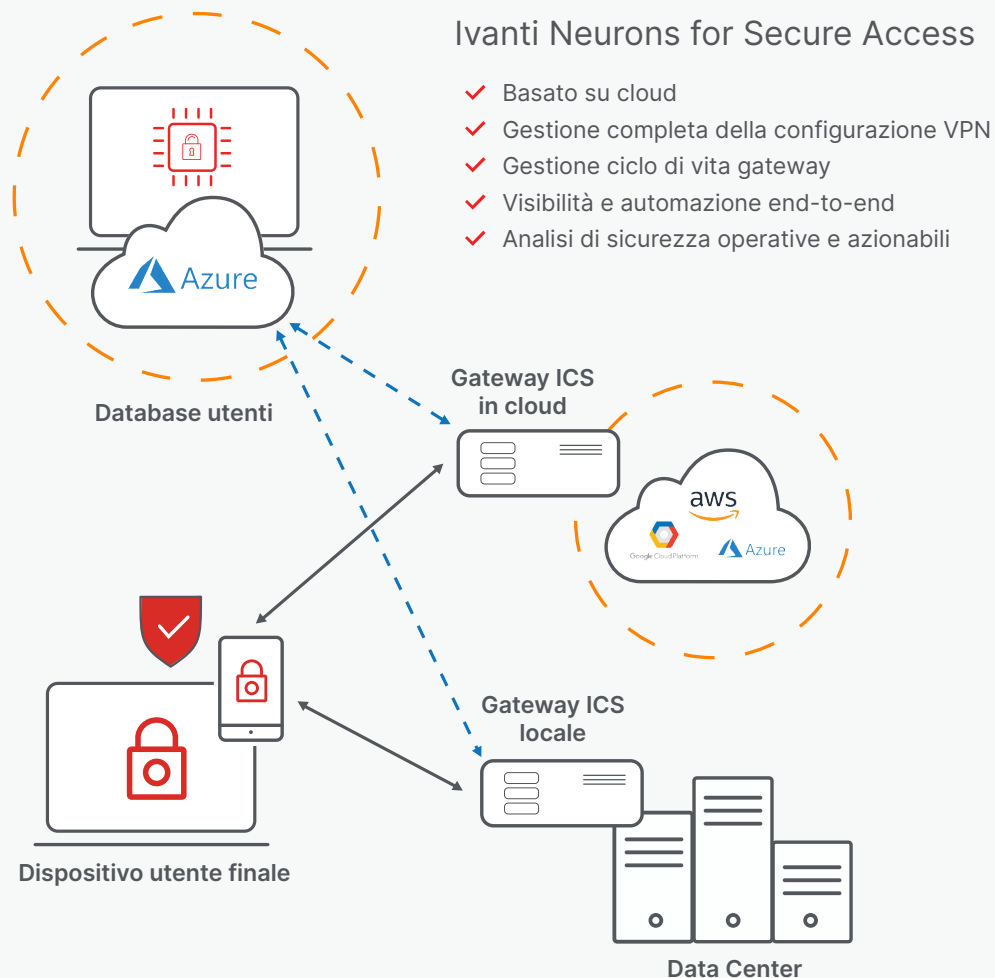 Ivanti Neurons for Secure Access
Basato su cloud
Gestione completa della configurazione VPN
Gestione ciclo di vita gateway
Visibilità e automazione end-to-end
Analisi di sicurezza operative e azionabili
Azure
Database utenti
Gateway ICS
in cloud
aws
Google Cloud Platform
Azure
Gateway ICS
locale
Dispositivo utente finale
Data Center